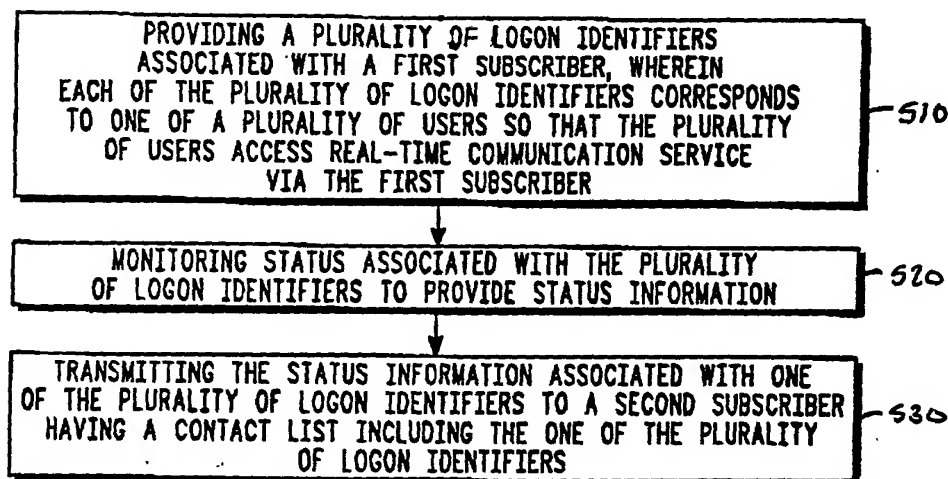 PROVIDING A PLURALITY OF LOGON IDENTIFIERS
ASSOCIATED WITH A FIRST SUBSCRIBER, WHEREIN
EACH OF THE PLURALITY OF LOGON IDENTIFIERS CORRESPONDS
TO ONE OF A PLURALITY OF USERS SO THAT THE PLURALITY
OF USERS ACCESS REAL-TIME COMMUNICATION SERVICE
VIA THE FIRST SUBSCRIBER
510
MONITORING STATUS ASSOCIATED WITH THE PLURALITY
OF LOGON IDENTIFIERS TO PROVIDE STATUS INFORMATION
520
TRANSMITTING THE STATUS INFORMATION ASSOCIATED WITH ONE
OF THE PLURALITY OF LOGON IDENTIFIERS TO A SECOND SUBSCRIBER
HAVING A CONTACT LIST INCLUDING THE ONE OF THE PLURALITY
OF LOGON IDENTIFIERS
530